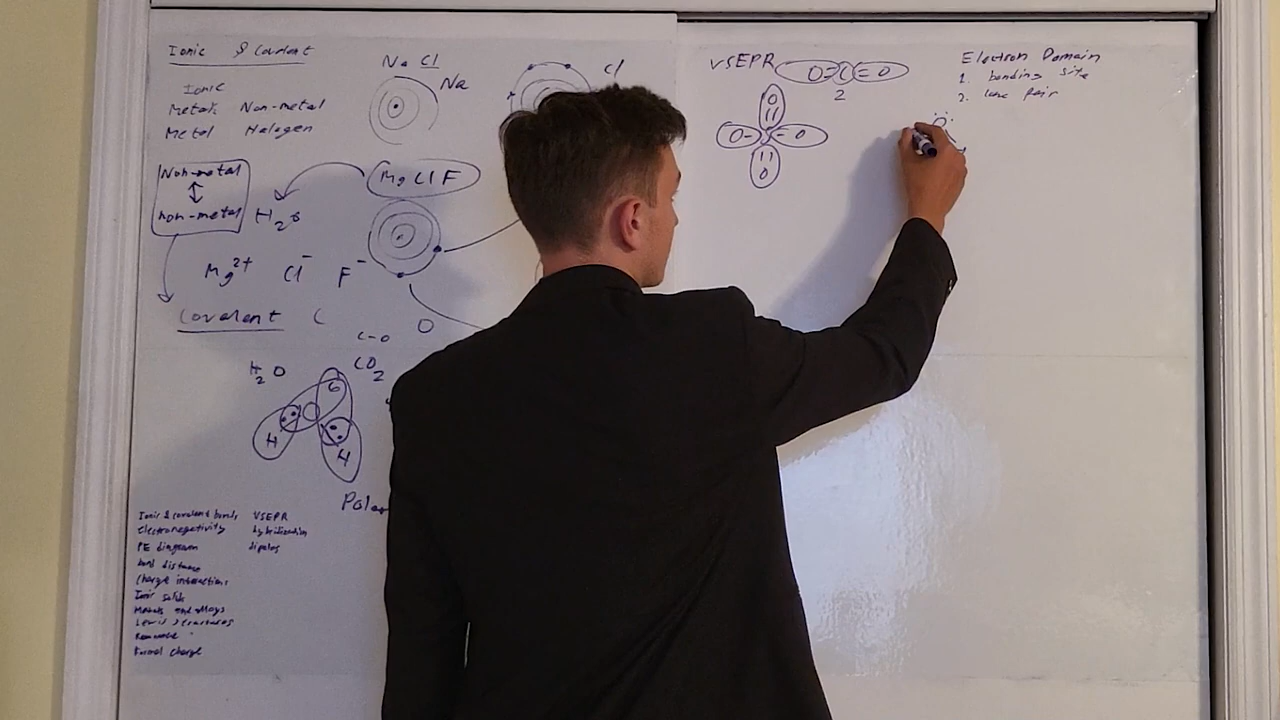 Ionic & Covalent
Ionic
Metals Non-metal
Metal Halogen
Na Cl
Na
Cl
Non-metal
non-metal
H2O
Mg Cl F
Mg2+ Cl- F-
Covalent C
O
C-O
H2O
CO2
O
H
H
Polar
Ionic & covalent bonds
Electronegativity
PE diagram
bond distance
Charge interactions
Ionic solids
Metals and alloys
Lewis structures
Resonance
Formal charge
VSEPR
hybridization
dipoles
VSEPR
O=C=O
2
O
O- S -O
O
Electron Domain
1. bonding site
2. lone pair
O